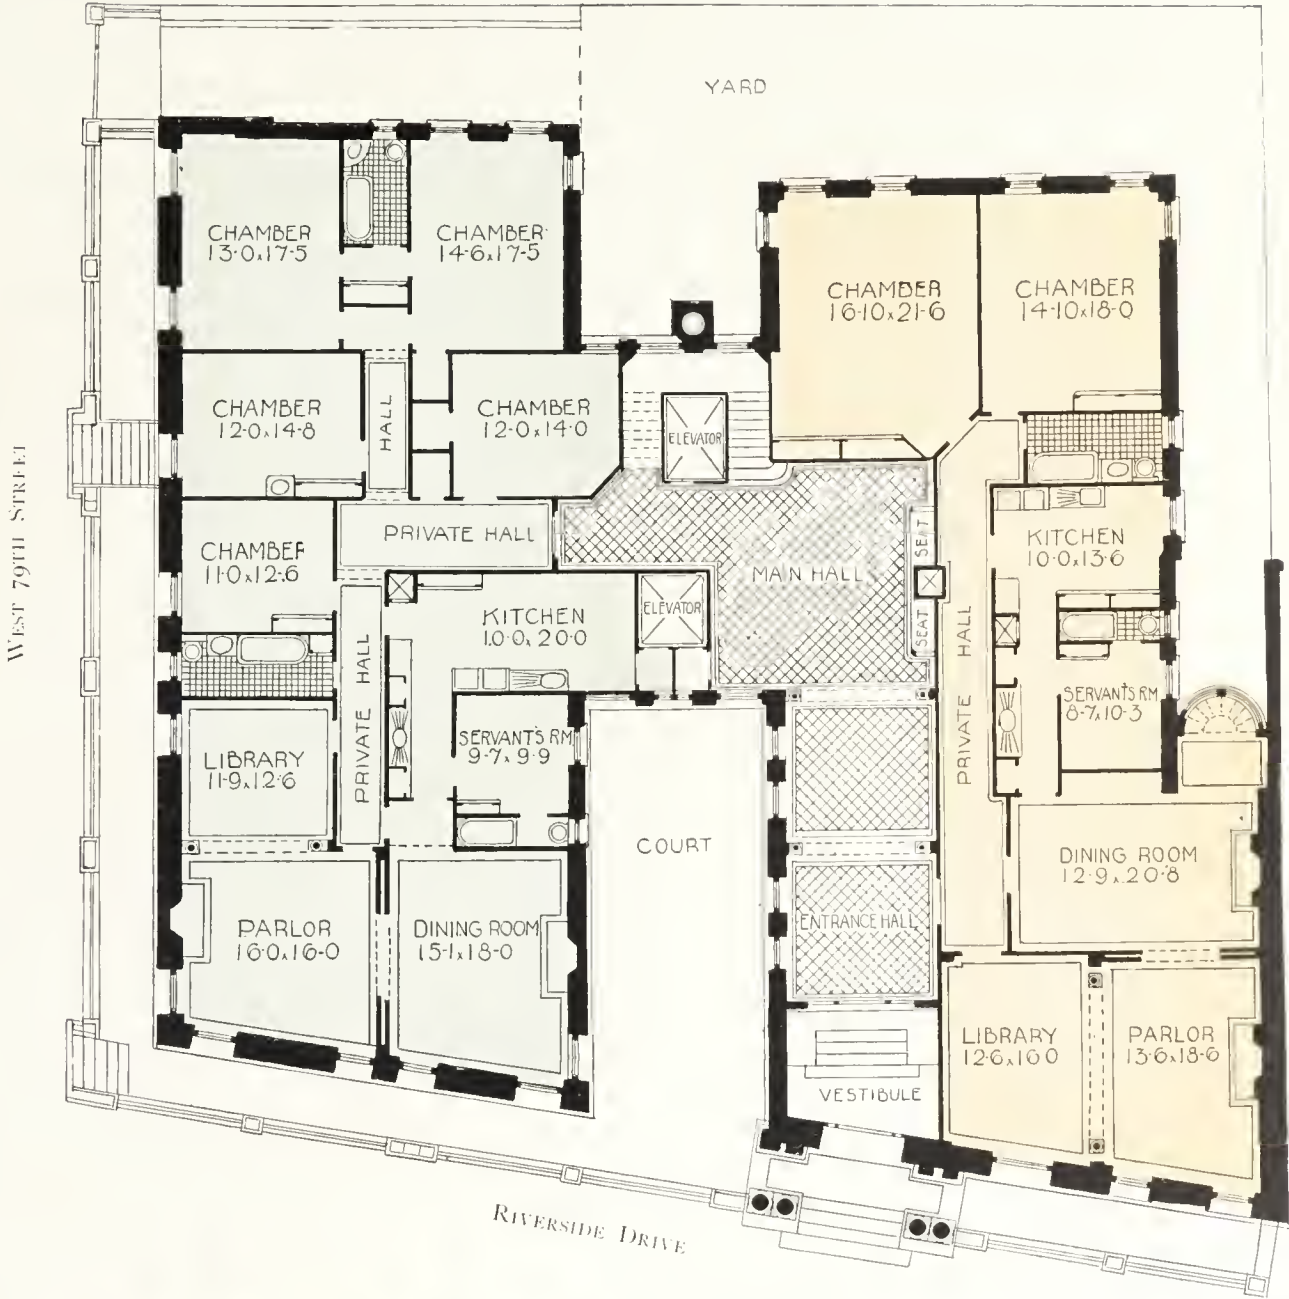 YARD
CHAMBER
13-0x17-5
CHAMBER
14-6x17-5
CHAMBER
16-10x21-6
CHAMBER
14-10x18-0
CHAMBER
12-0x14-8
HALL
CHAMBER
12-0x14-0
ELEVATOR
WEST 79TH STREET
CHAMBER
11-0x12-6
PRIVATE HALL
MAIN HALL
SEAT
SEAT
KITCHEN
10-0x13-6
KITCHEN
10-0x20-0
ELEVATOR
PRIVATE HALL
PRIVATE HALL
SERVANT'S RM
8-7x10-3
LIBRARY
11-9x12-6
SERVANT'S RM
9-7x9-9
COURT
DINING ROOM
12-9x20-8
PARLOR
16-0x16-0
DINING ROOM
15-1x18-0
ENTRANCE HALL
LIBRARY
12-6x16-0
PARLOR
13-6x18-6
VESTIBULE
RIVERSIDE DRIVE